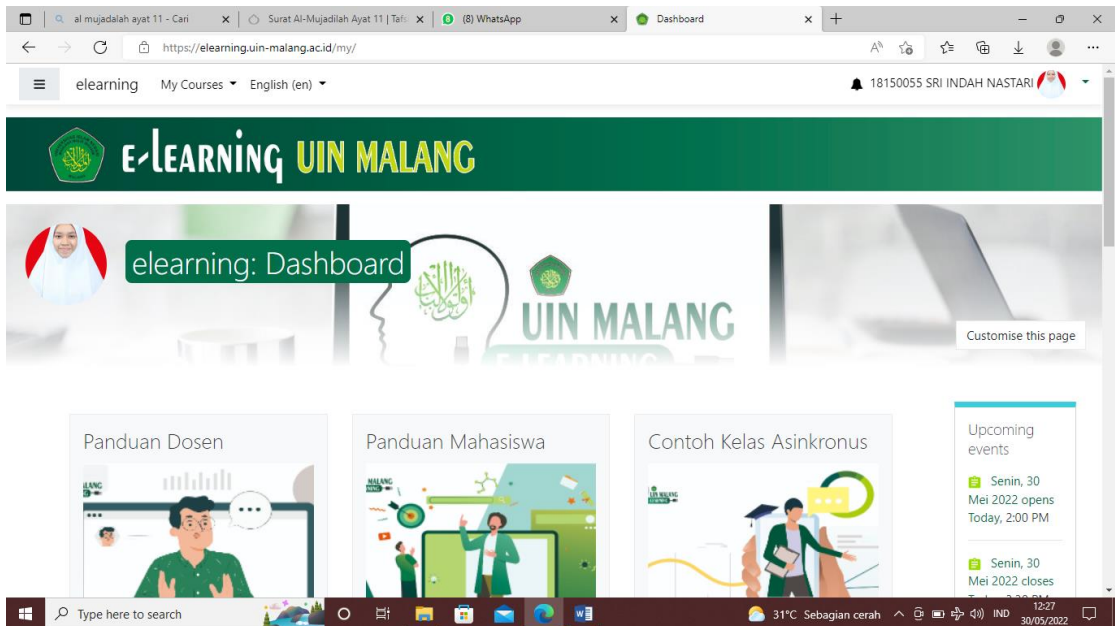 al mujadalah ayat 11 - Cari
Surat Al-Mujadilah Ayat 11 | Tafs
(8) WhatsApp
Dashboard
https://elearning.uin-malang.ac.id/my/
elearning My Courses English (en)
18150055 SRI INDAH NASTARI
E-LEARNING UIN MALANG
elearning: Dashboard
UIN MALANG
E-LEARNING
Customise this page
Panduan Dosen
Panduan Mahasiswa
Contoh Kelas Asinkronus
Upcoming
events
Senin, 30
Mei 2022 opens
Today, 2:00 PM
Senin, 30
Mei 2022 closes
Type here to search
31°C Sebagian cerah
IND
12:27
30/05/2022